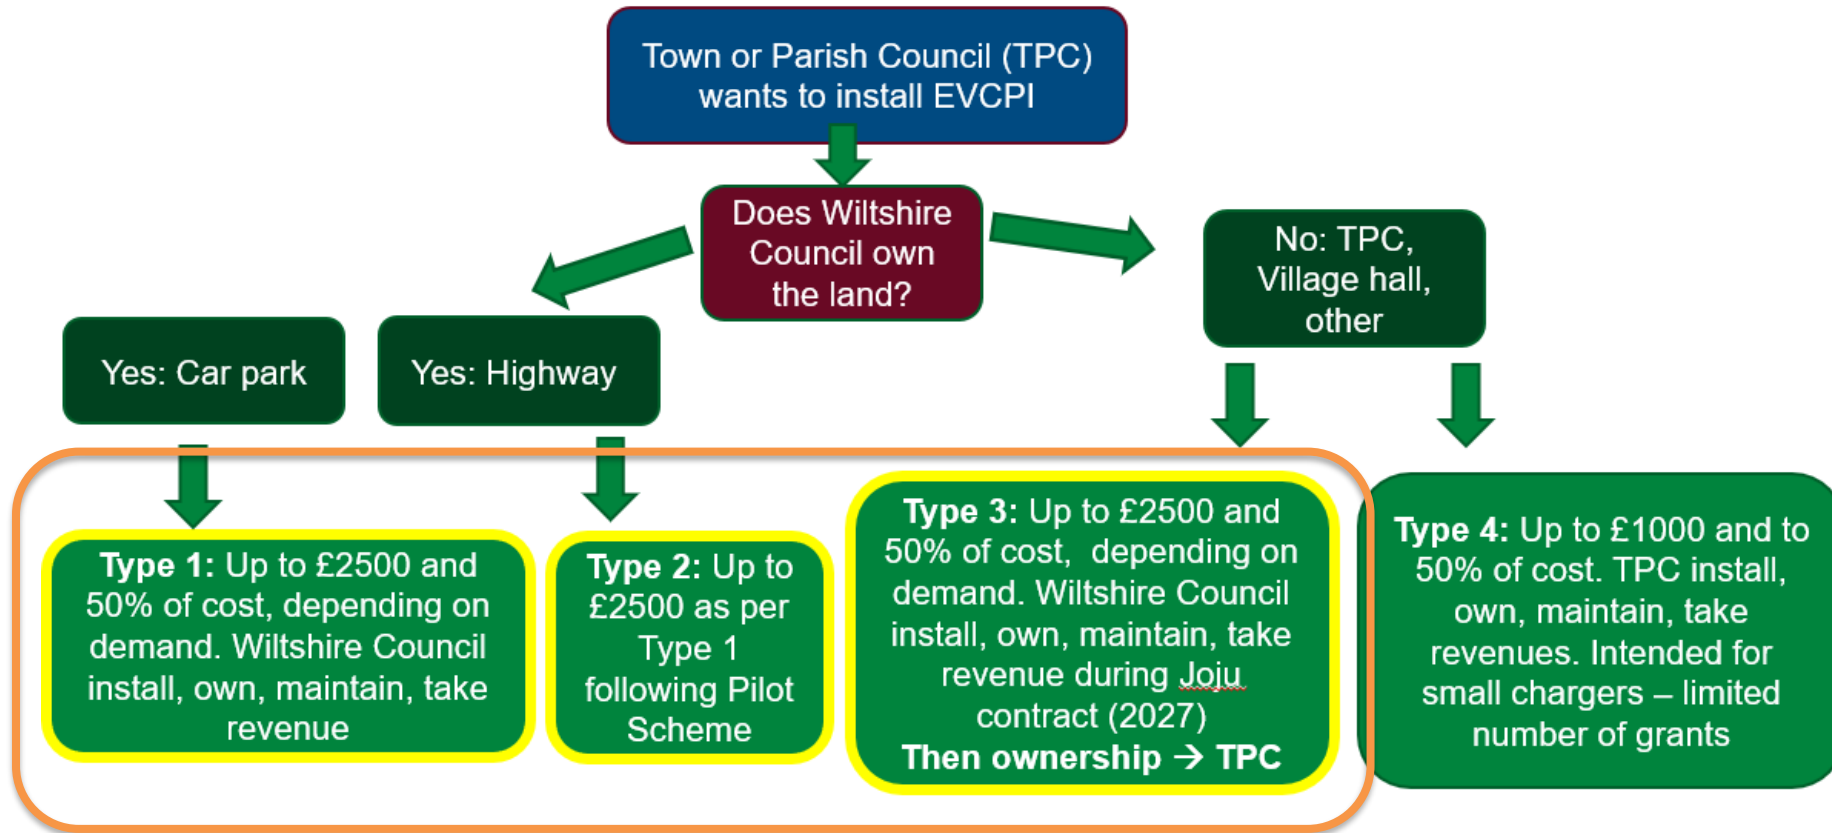 Town or Parish Council (TPC)
wants to install EVCPI
Does Wiltshire
Council own
the land?
No: TPC,
Village hall,
other
Yes: Car park
Yes: Highway
Type 1: Up to £2500 and
50% of cost, depending on
demand. Wiltshire Council
install, own, maintain, take
revenue
Type 2: Up to
£2500 as per
Type 1
following Pilot
Scheme
Type 3: Up to £2500 and
50% of cost,  depending on
demand. Wiltshire Council
install, own, maintain, take
revenue during Joju
contract (2027)
Then ownership → TPC
Type 4: Up to £1000 and to
50% of cost. TPC install,
own, maintain, take
revenues. Intended for
small chargers – limited
number of grants